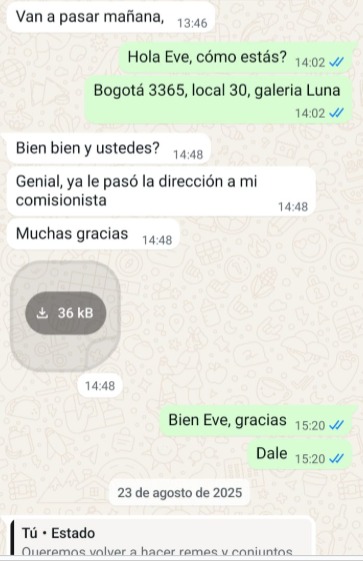 Van a pasar mañana, 13:46
Hola Eve, cómo estás? 14:02
Bogotá 3365, local 30, galeria Luna
14:02
Bien bien y ustedes? 14:48
Genial, ya le pasó la dirección a mi
comisionista 14:48
Muchas gracias 14:48
36 kB
14:48
Bien Eve, gracias 15:20
Dale 15:20
23 de agosto de 2025
Tú • Estado
Queremos volver a hacer remes y conjuntos